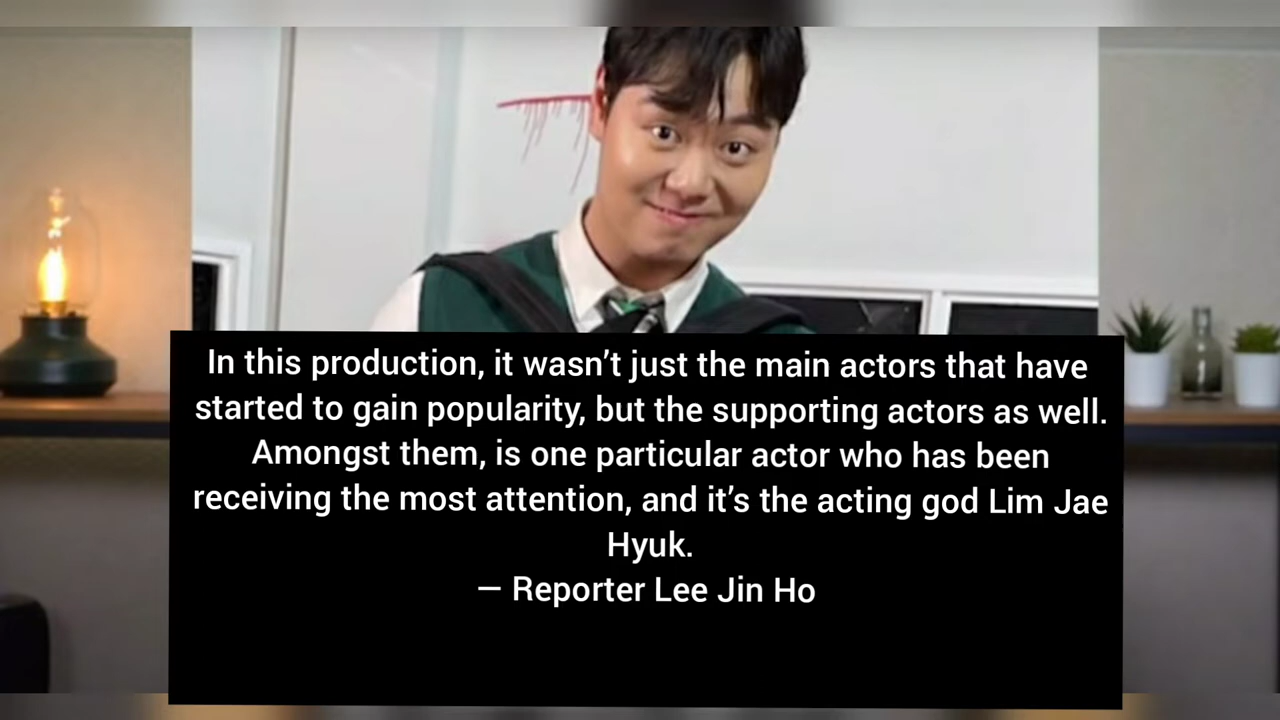 In this production, it wasn’t just the main actors that have
started to gain popularity, but the supporting actors as well.
Amongst them, is one particular actor who has been
receiving the most attention, and it’s the acting god Lim Jae
Hyuk.
— Reporter Lee Jin Ho